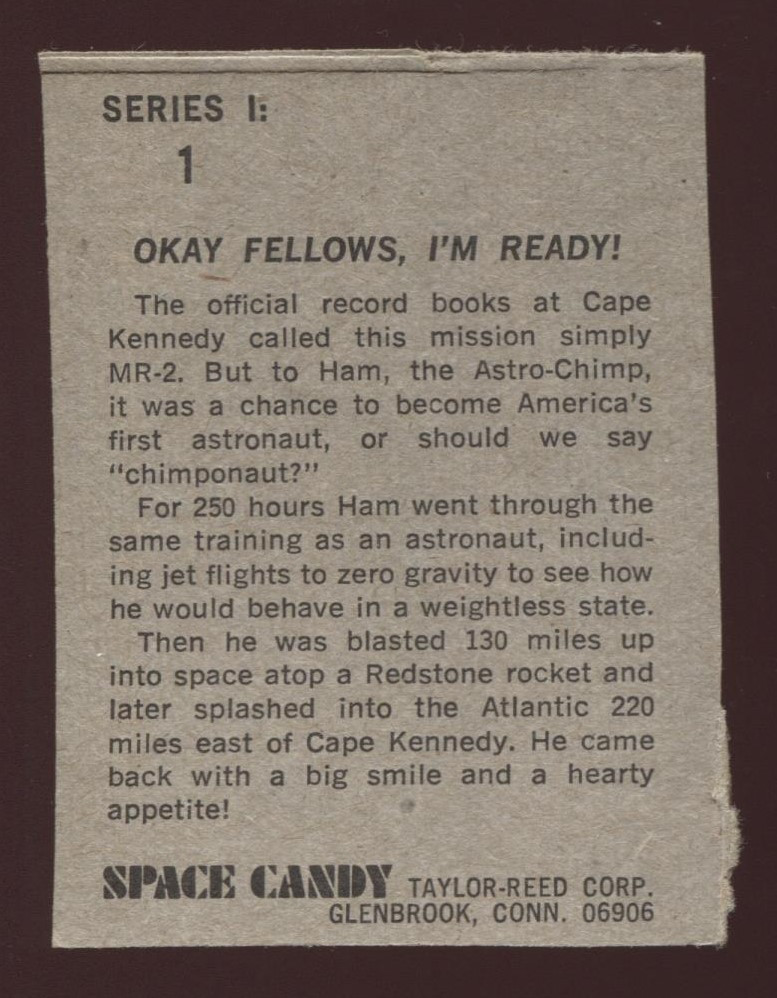 SERIES I:
1
OKAY FELLOWS, I'M READY!
The official record books at Cape
Kennedy called this mission simply
MR-2. But to Ham, the Astro-Chimp,
it was a chance to become America's
first astronaut, or should we say
"chimponaut?"
For 250 hours Ham went through the
same training as an astronaut, includ-
ing jet flights to zero gravity to see how
he would behave in a weightless state.
Then he was blasted 130 miles up
into space atop a Redstone rocket and
later splashed into the Atlantic 220
miles east of Cape Kennedy. He came
back with a big smile and a hearty
appetite!
SPACE CANDY TAYLOR-REED CORP.
GLENBROOK, CONN. 06906